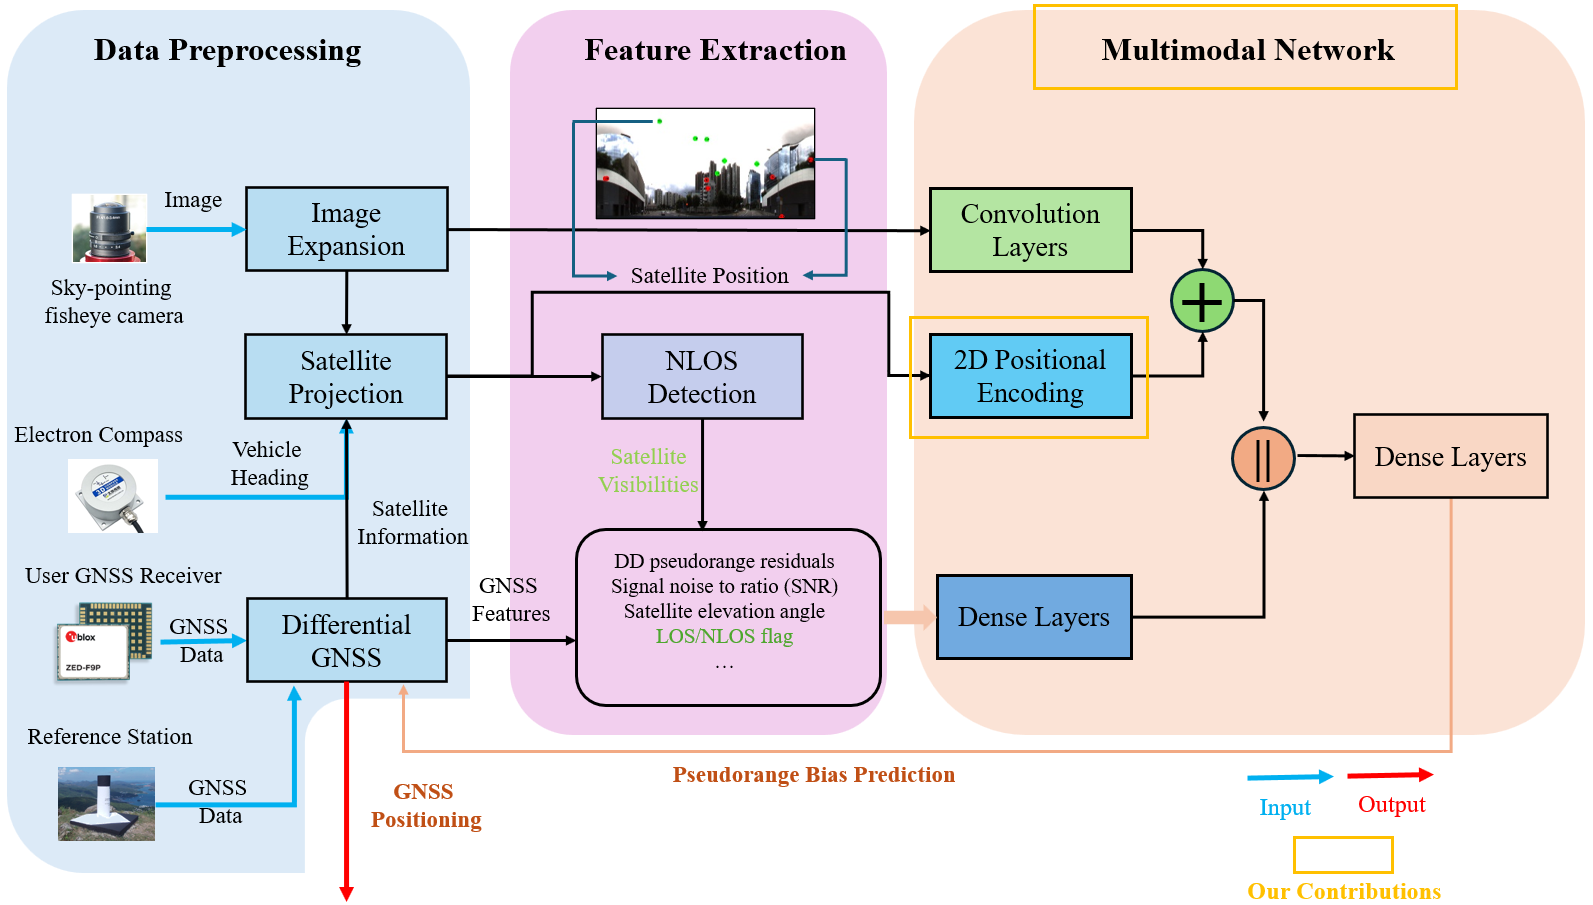 Data Preprocessing
Feature Extraction
Multimodal Network
Image
Sky-pointing
fisheye camera
Image
Expansion
Satellite Position
Convolution
Layers
Satellite
Projection
NLOS
Detection
2D Positional
Encoding
Electron Compass
Vehicle
Heading
Satellite
Information
Satellite
Visibilities
Dense Layers
User GNSS Receiver
ublox
ZED-F9P
GNSS
Data
Differential
GNSS
GNSS
Features
DD pseudorange residuals
Signal noise to ratio (SNR)
Satellite elevation angle
LOS/NLOS flag
…
Dense Layers
Reference Station
GNSS
Data
GNSS
Positioning
Pseudorange Bias Prediction
Input
Output
Our Contributions